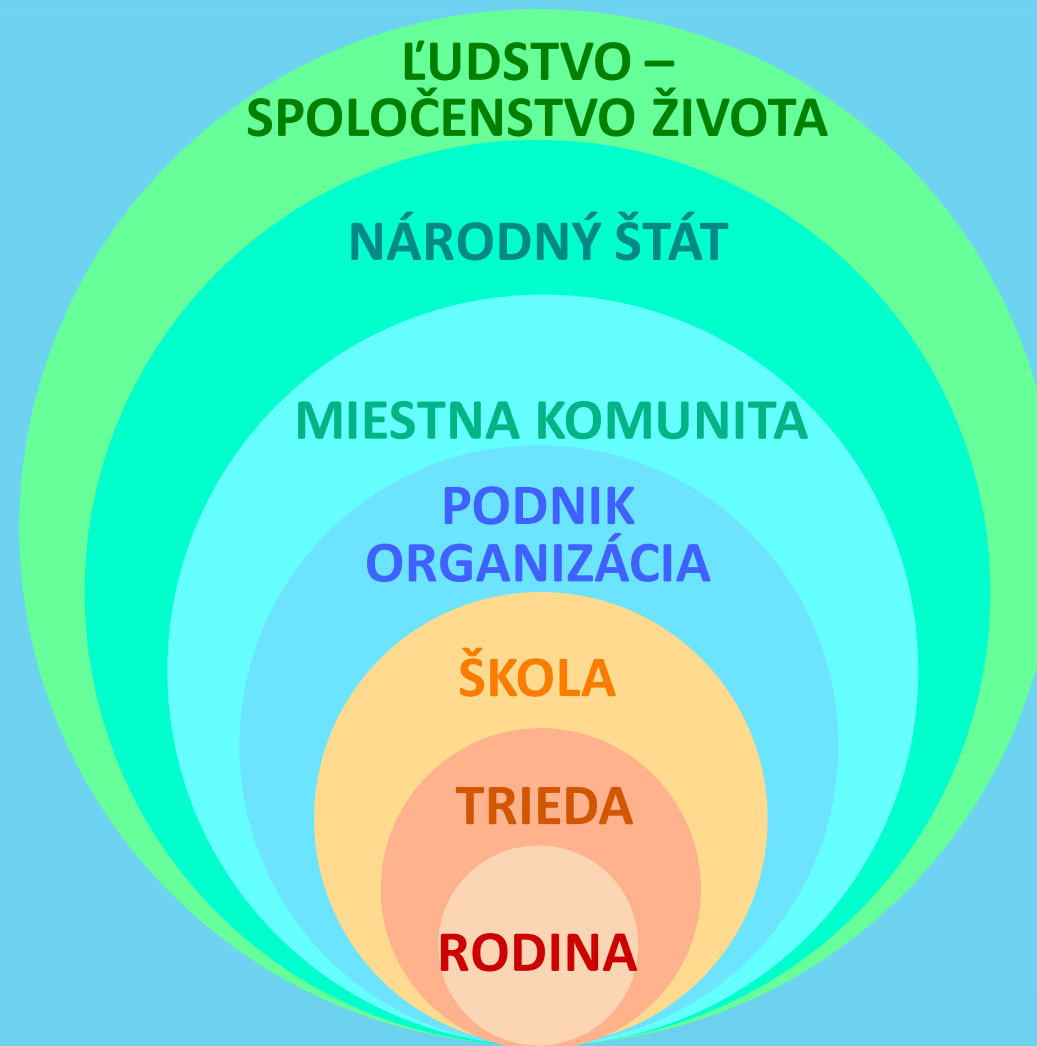 ĽUDSTVO –
SPOLOČENSTVO ŽIVOTA
NÁRODNÝ ŠTÁT
MIESTNA KOMUNITA
PODNIK
ORGANIZÁCIA
ŠKOLA
TRIEDA
RODINA